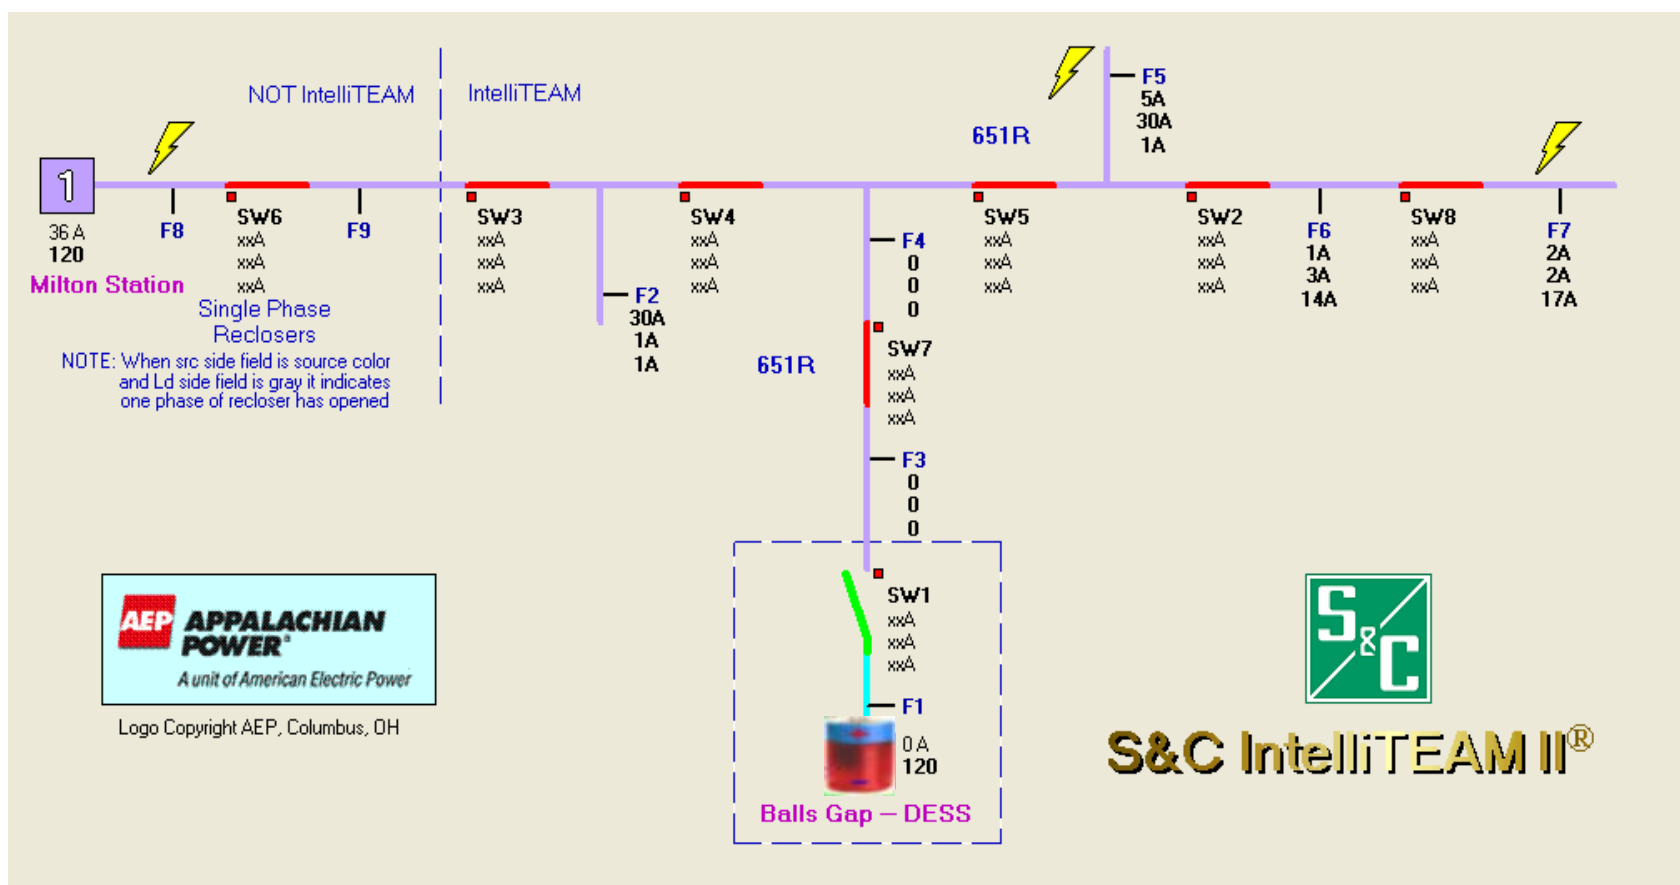 NOT IntelliTEAM
IntelliTEAM
F5
5A
30A
1A
651R
1
36 A
120
Milton Station
F8
SW6
xxA
xxA
xxA
F9
Single Phase
Reclosers
NOTE: When src side field is source color
and Ld side field is gray it indicates
one phase of recloser has opened
SW3
xxA
xxA
xxA
F2
30A
1A
1A
SW4
xxA
xxA
xxA
651R
F4
0
0
0
SW7
xxA
xxA
xxA
F3
0
0
0
SW5
xxA
xxA
xxA
SW2
xxA
xxA
xxA
F6
1A
3A
14A
SW8
xxA
xxA
xxA
F7
2A
2A
17A
SW1
xxA
xxA
xxA
F1
0 A
120
Balls Gap – DESS
AEP APPALACHIAN
POWER®
A unit of American Electric Power
Logo Copyright AEP, Columbus, OH
S&C
S&C IntelliTEAM II®